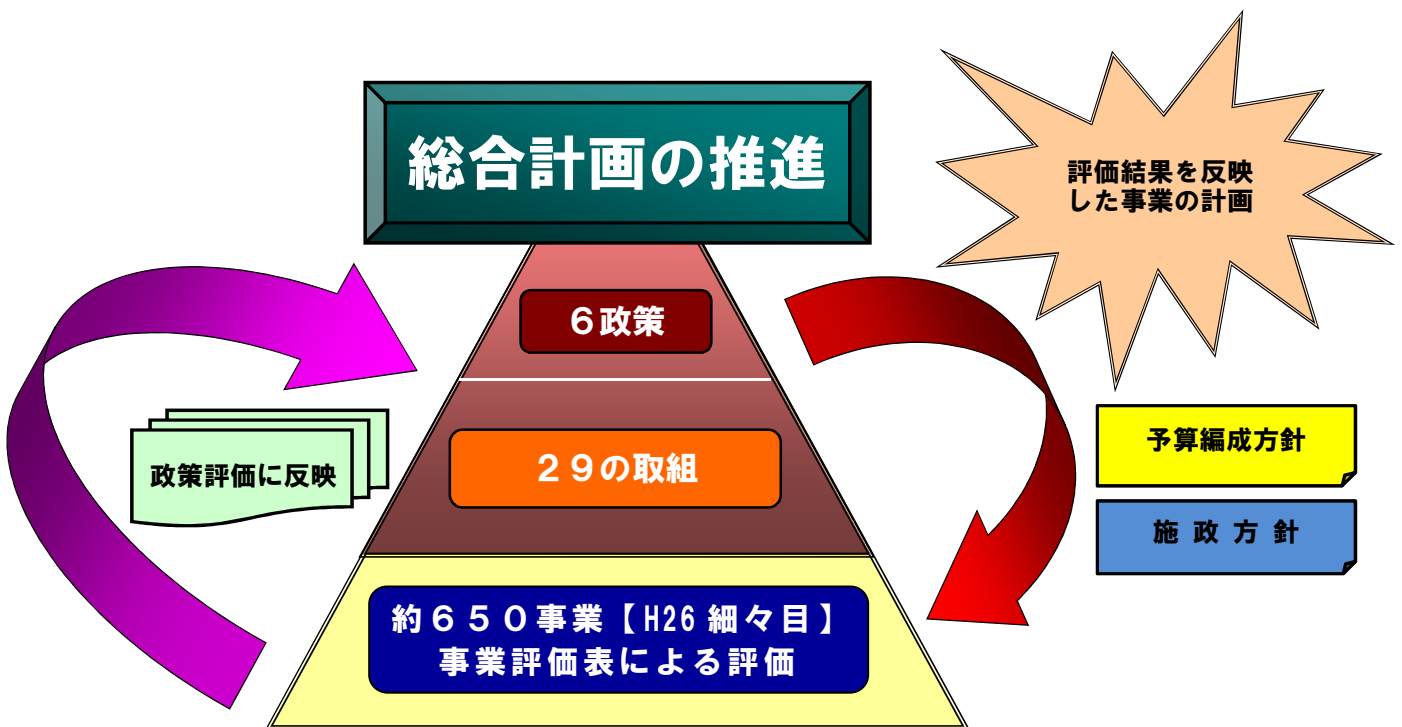 総合計画の推進
評価結果を反映
した事業の計画
６政策
２９の取組
政策評価に反映
予算編成方針
施 政 方 針
約６５０事業【H26 細々目】
事業評価表による評価